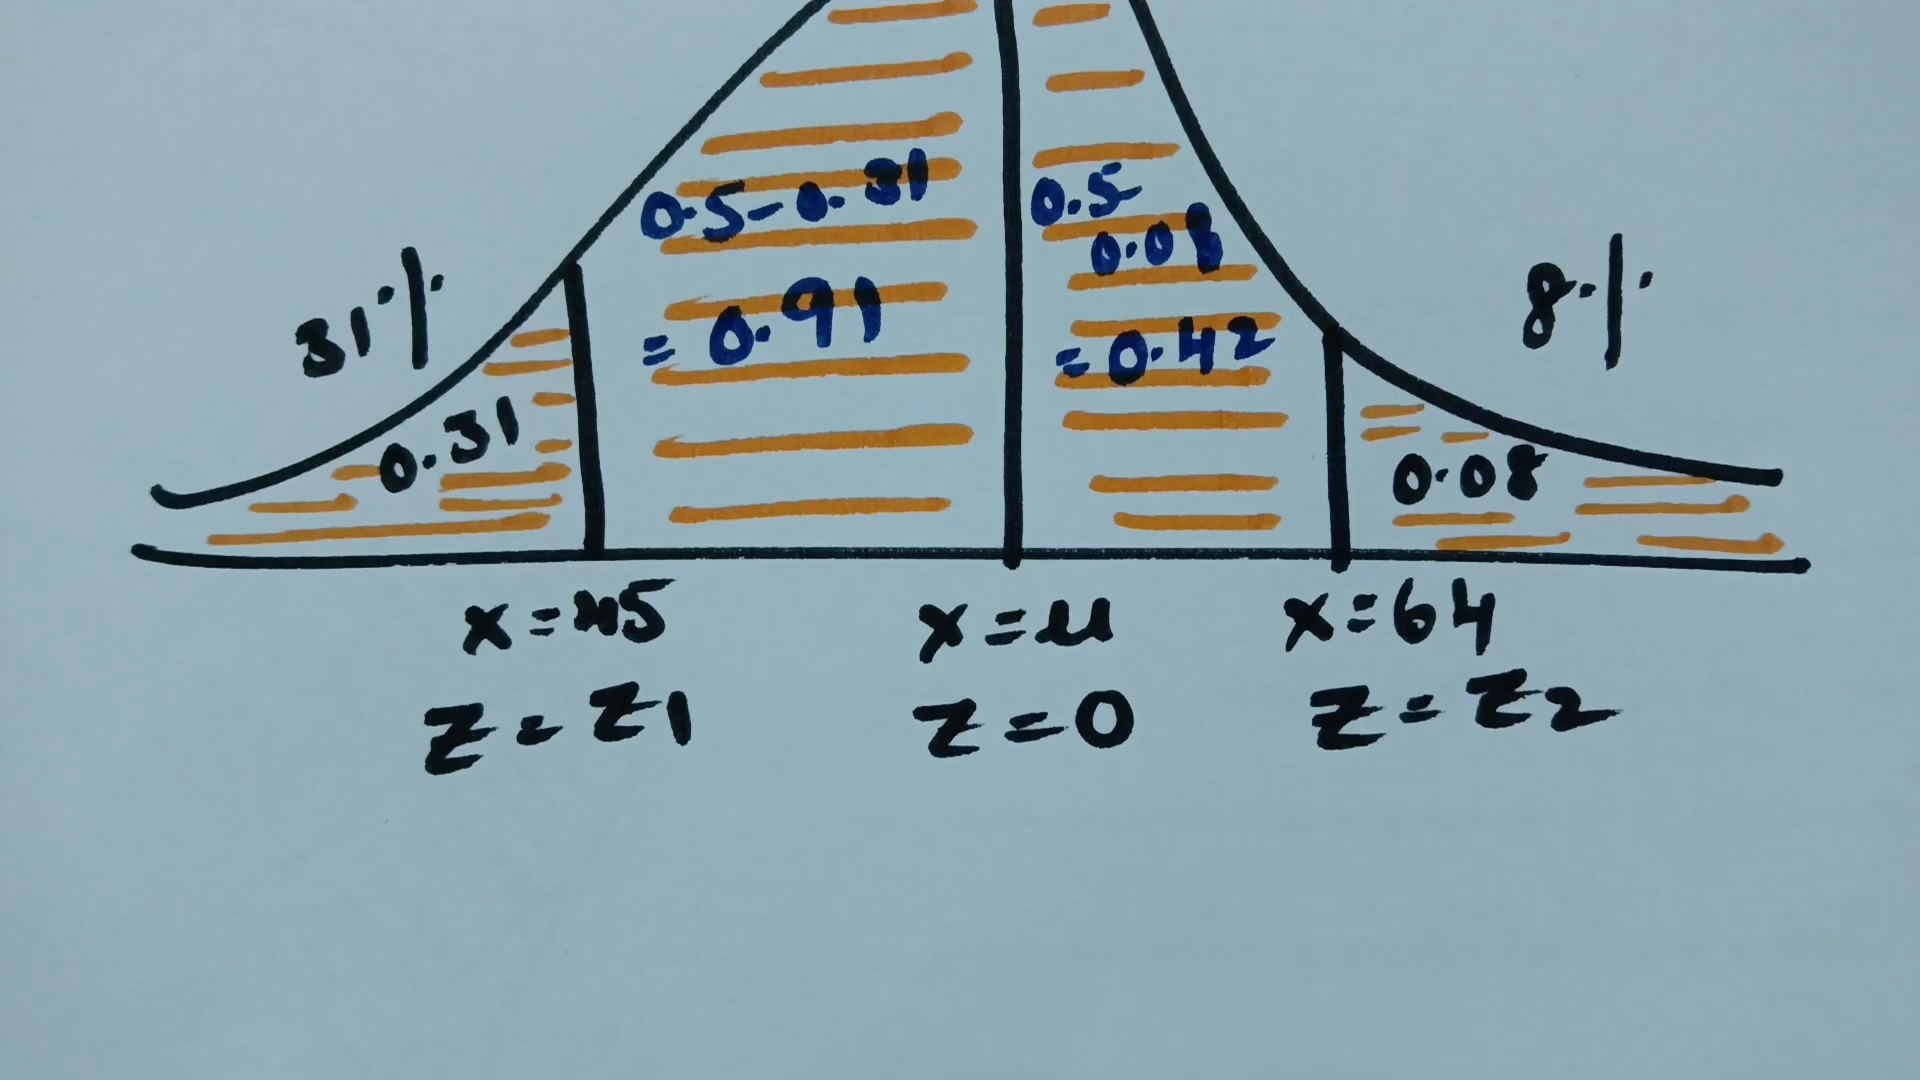 0.5-0.31
= 0.91
0.5-
0.08
= 0.42
31%
8%
0.31
0.08
x=45
x=μ
x=64
z=z1
z=0
z=z2